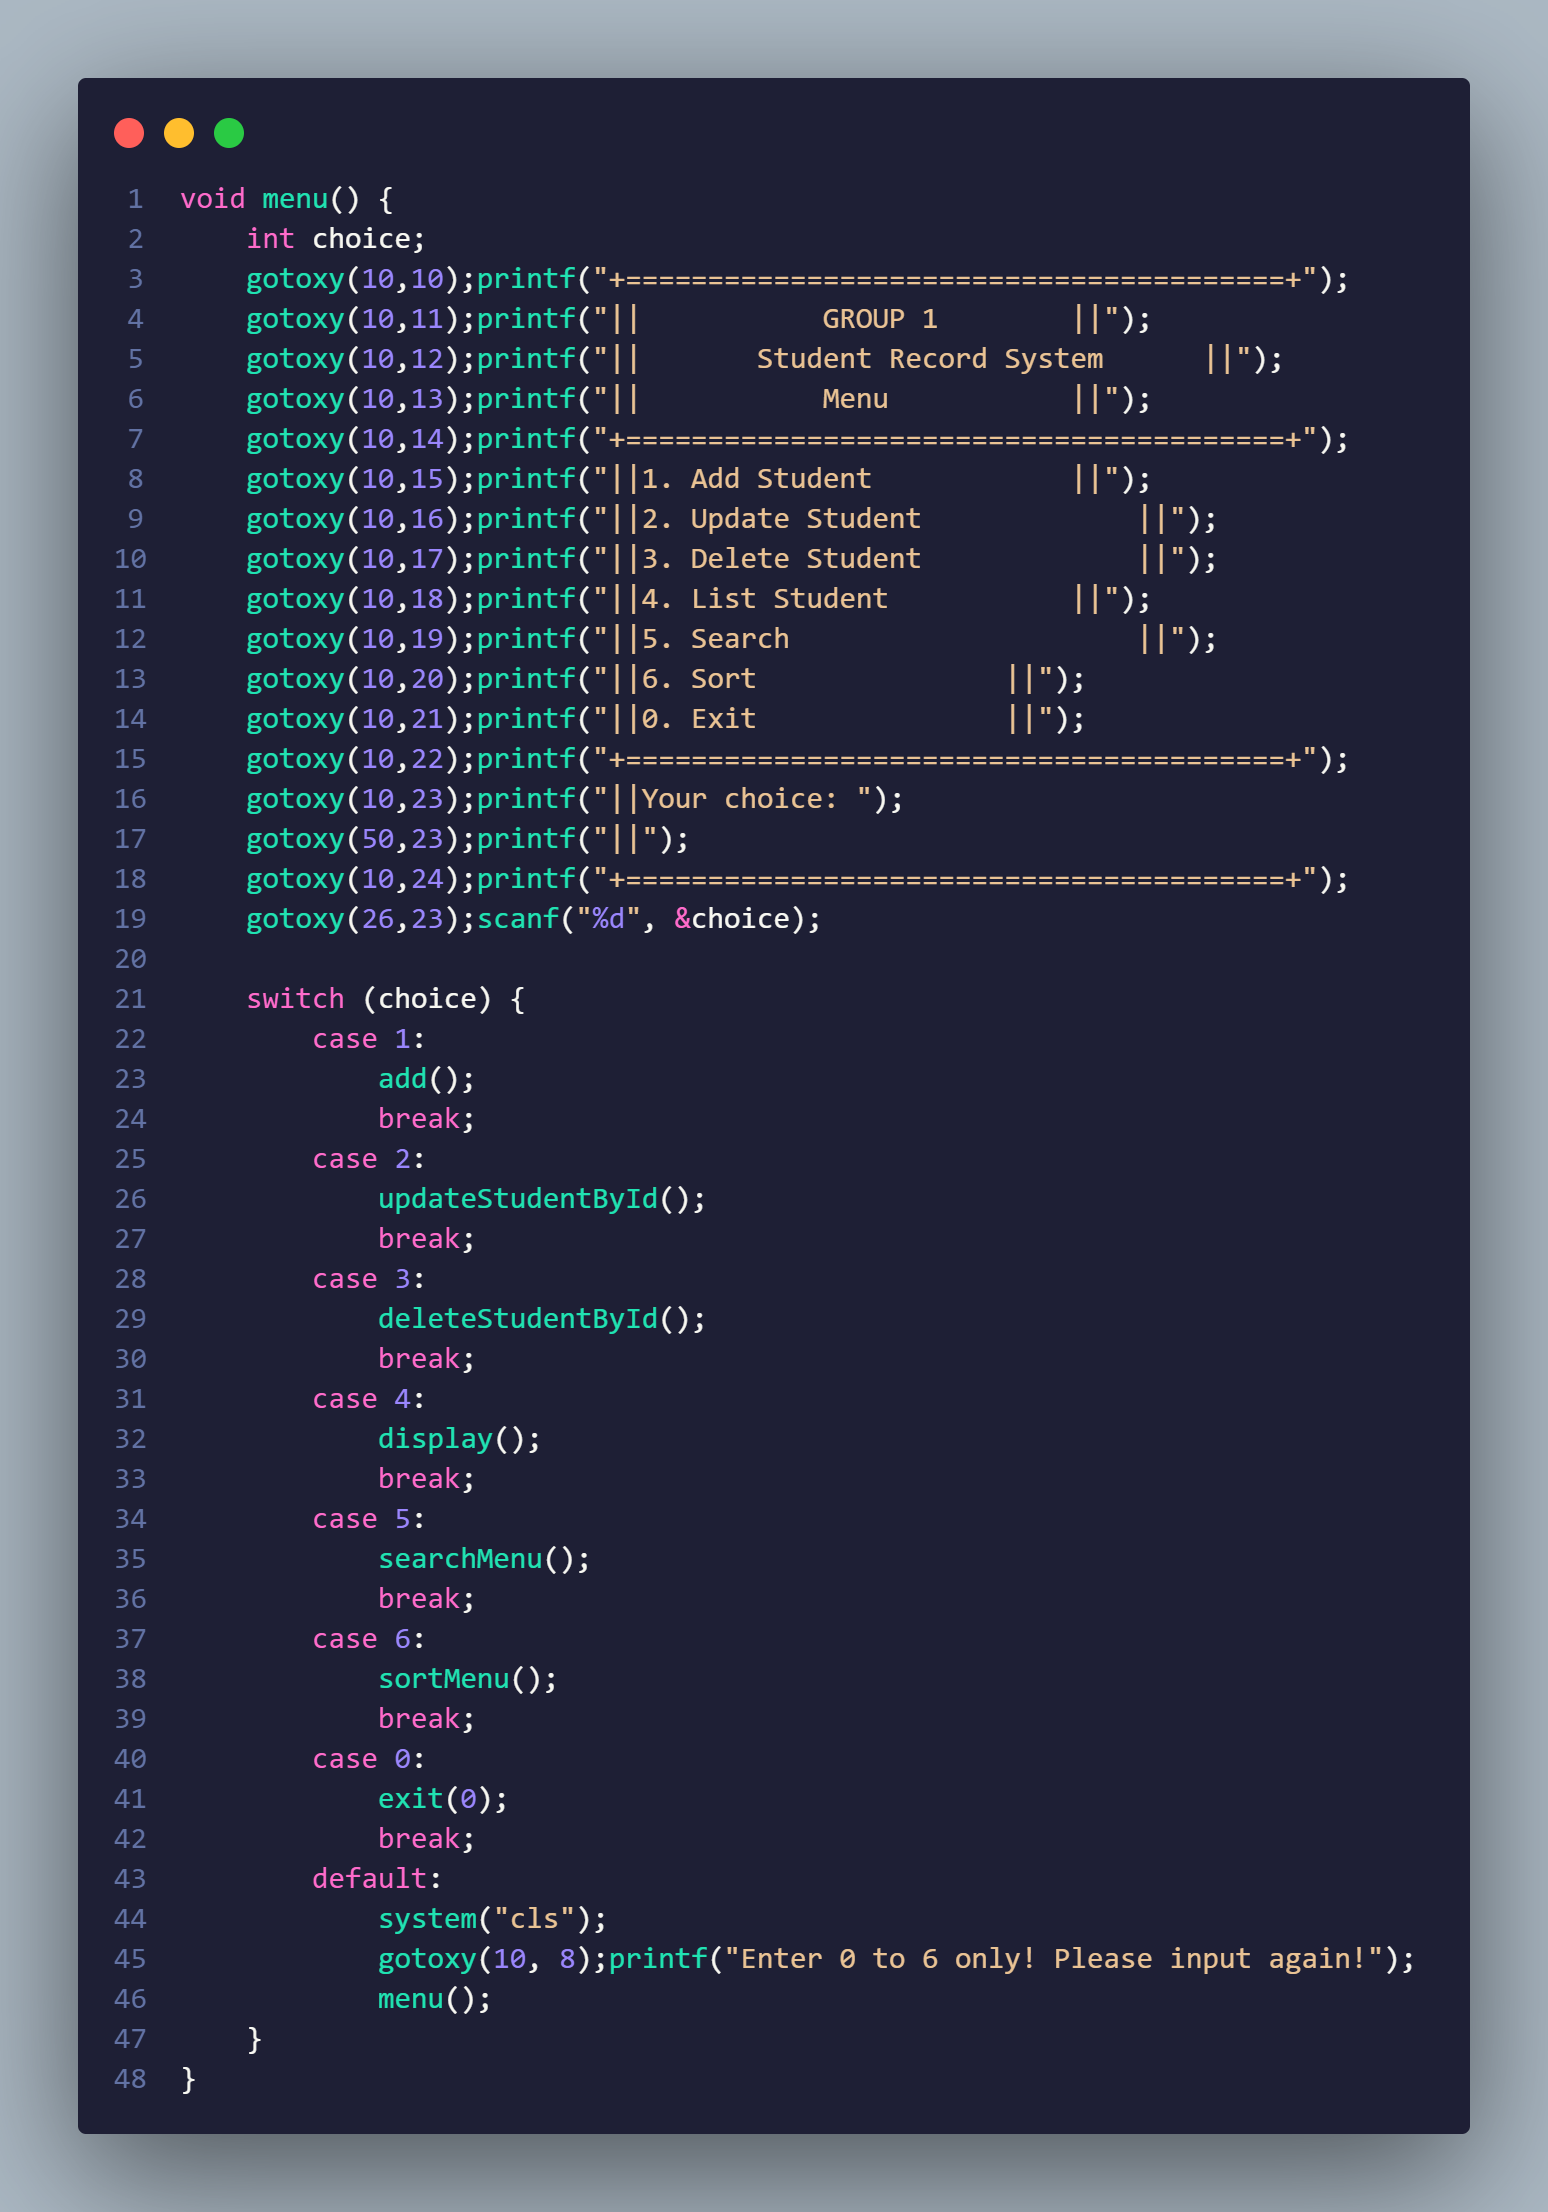 1 void menu() {
2     int choice;
3     gotoxy(10,10);printf("+========================================+");
4     gotoxy(10,11);printf("||           GROUP 1        ||");
5     gotoxy(10,12);printf("||       Student Record System      ||");
6     gotoxy(10,13);printf("||           Menu           ||");
7     gotoxy(10,14);printf("+========================================+");
8     gotoxy(10,15);printf("||1. Add Student            ||");
9     gotoxy(10,16);printf("||2. Update Student             ||");
10     gotoxy(10,17);printf("||3. Delete Student             ||");
11     gotoxy(10,18);printf("||4. List Student           ||");
12     gotoxy(10,19);printf("||5. Search                     ||");
13     gotoxy(10,20);printf("||6. Sort               ||");
14     gotoxy(10,21);printf("||0. Exit               ||");
15     gotoxy(10,22);printf("+========================================+");
16     gotoxy(10,23);printf("||Your choice: ");
17     gotoxy(50,23);printf("||");
18     gotoxy(10,24);printf("+========================================+");
19     gotoxy(26,23);scanf("%d", &choice);
20
21     switch (choice) {
22         case 1:
23             add();
24             break;
25         case 2:
26             updateStudentById();
27             break;
28         case 3:
29             deleteStudentById();
30             break;
31         case 4:
32             display();
33             break;
34         case 5:
35             searchMenu();
36             break;
37         case 6:
38             sortMenu();
39             break;
40         case 0:
41             exit(0);
42             break;
43         default:
44             system("cls");
45             gotoxy(10, 8);printf("Enter 0 to 6 only! Please input again!");
46             menu();
47     }
48 }